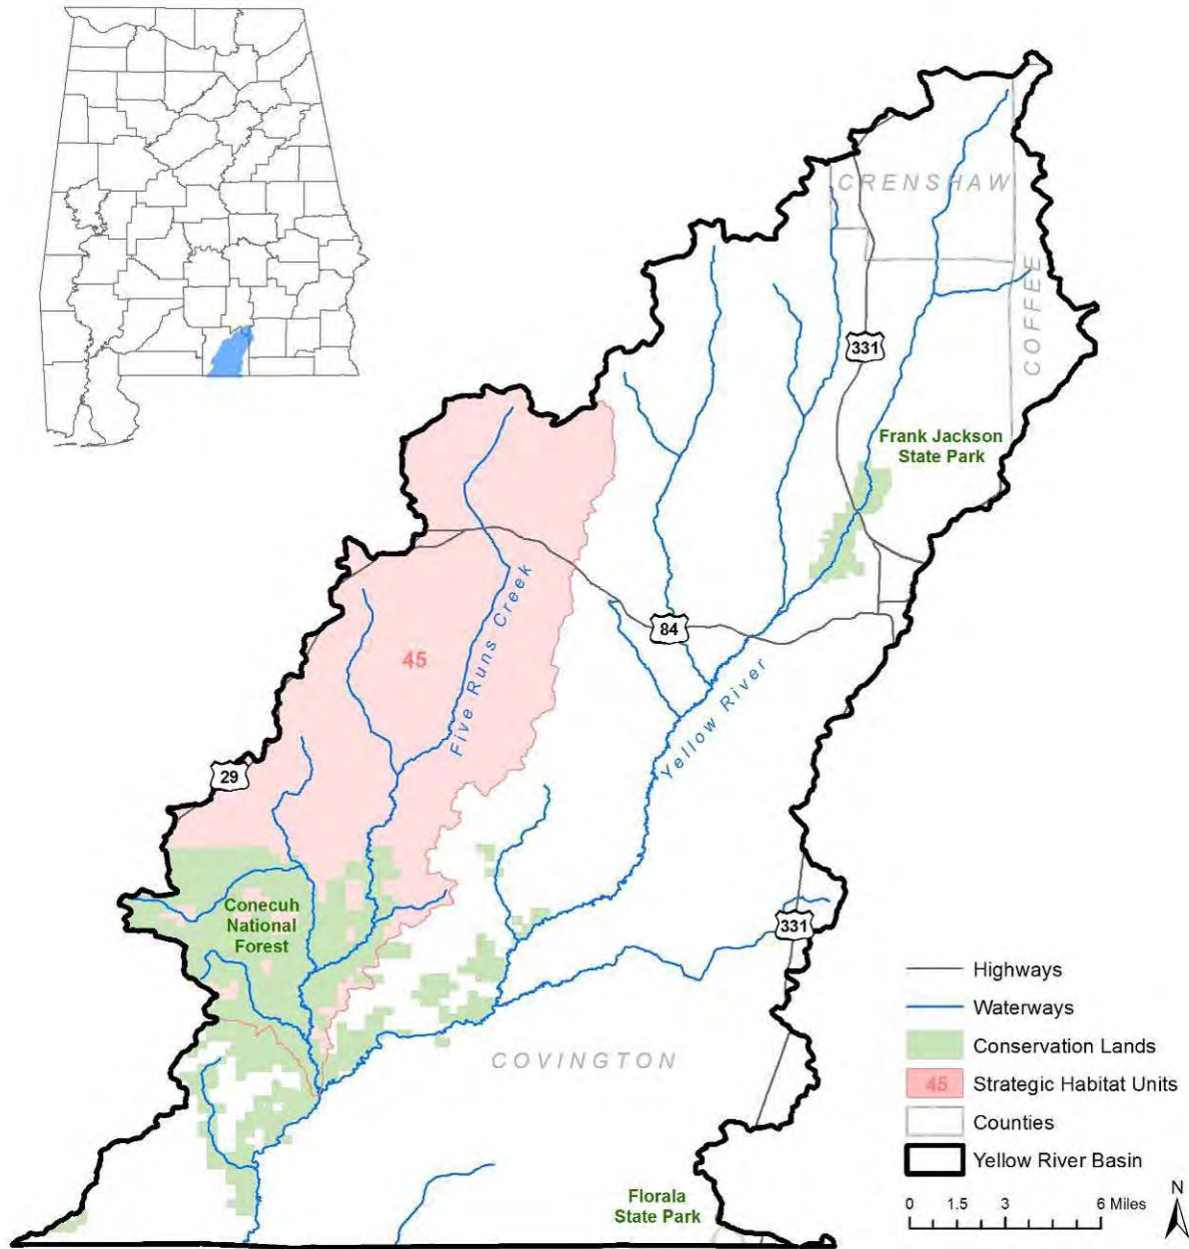 CRENSHAW
COFFEE
331
Frank Jackson
State Park
Five Runs Creek
84
45
Yellow River
29
Conecuh
National
Forest
331
COVINGTON
Florala
State Park
Highways
Waterways
Conservation Lands
45 Strategic Habitat Units
Counties
Yellow River Basin
0 1.5 3 6 Miles
N